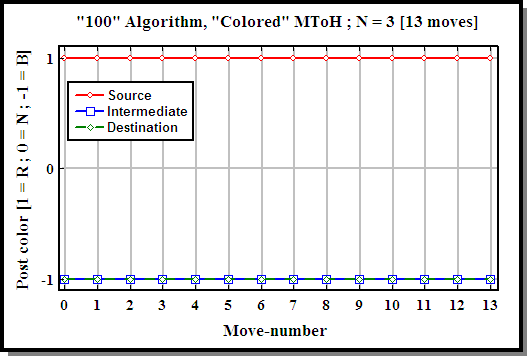 "100" Algorithm, "Colored" MToH ; N = 3 [13 moves]
Post color [1 = R ; 0 = N ; -1 = B]
1
0
-1
Source
Intermediate
Destination
0 1 2 3 4 5 6 7 8 9 10 11 12 13
Move-number